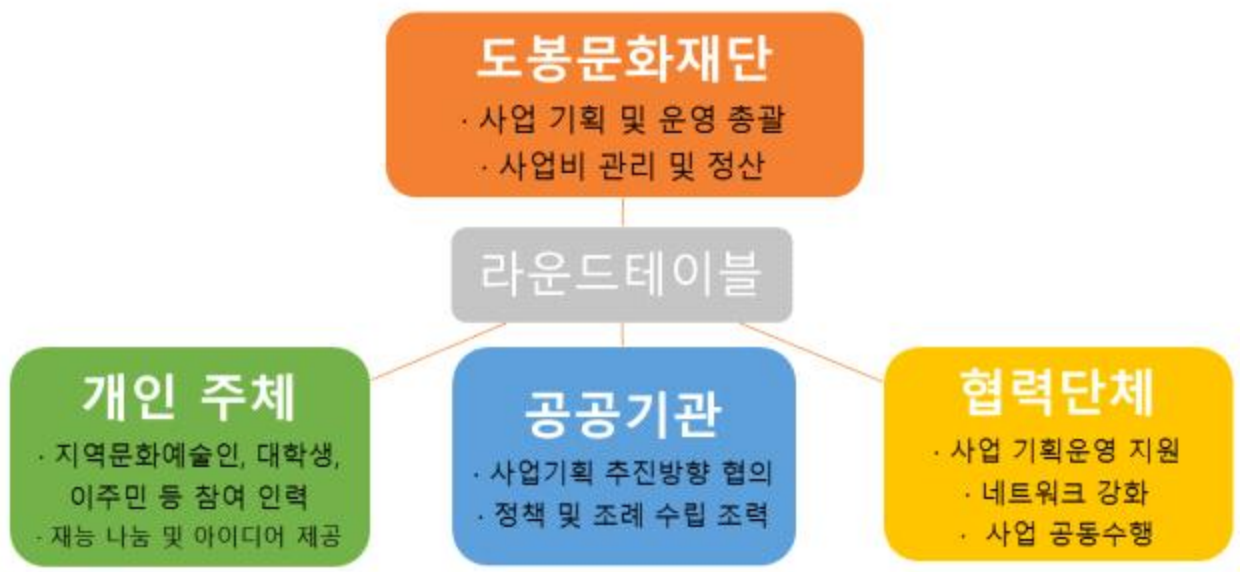 도봉문화재단
· 사업 기획 및 운영 총괄
· 사업비 관리 및 정산
라운드테이블
개인 주체
· 지역문화예술인, 대학생,
이주민 등 참여 인력
· 재능 나눔 및 아이디어 제공
공공기관
· 사업기획 추진방향 협의
· 정책 및 조례 수립 조력
협력단체
· 사업 기획운영 지원
· 네트워크 강화
· 사업 공동수행